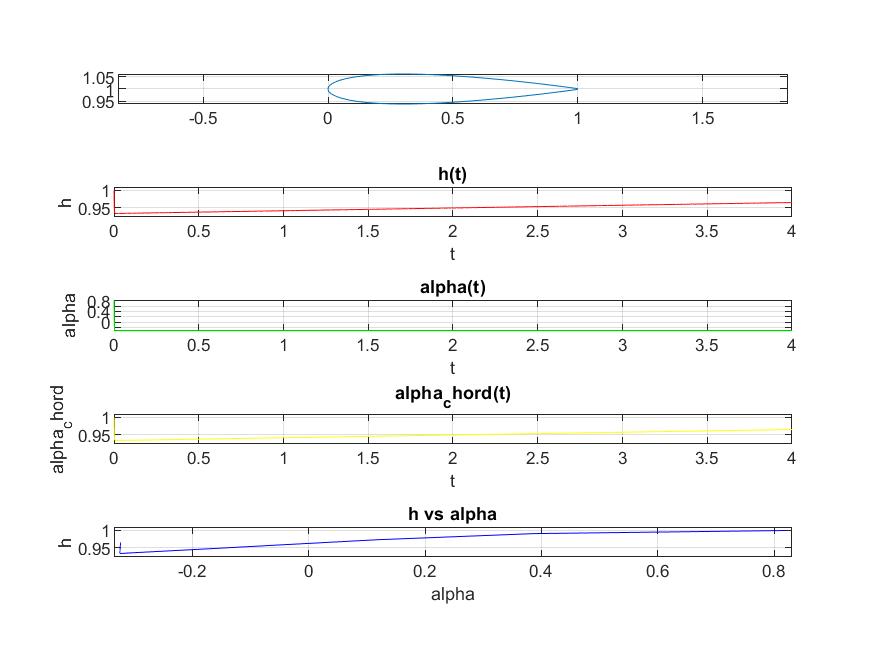 1.05
1
0.95
-0.5 0 0.5 1 1.5
h(t)
1
0.95
h
0 0.5 1 1.5 2 2.5 3 3.5 4
t
alpha(t)
0.8
0.4
0
alpha
0 0.5 1 1.5 2 2.5 3 3.5 4
t
alpha_chord(t)
1
0.95
alpha_chord
0 0.5 1 1.5 2 2.5 3 3.5 4
t
h vs alpha
1
0.95
h
-0.2 0 0.2 0.4 0.6 0.8
alpha